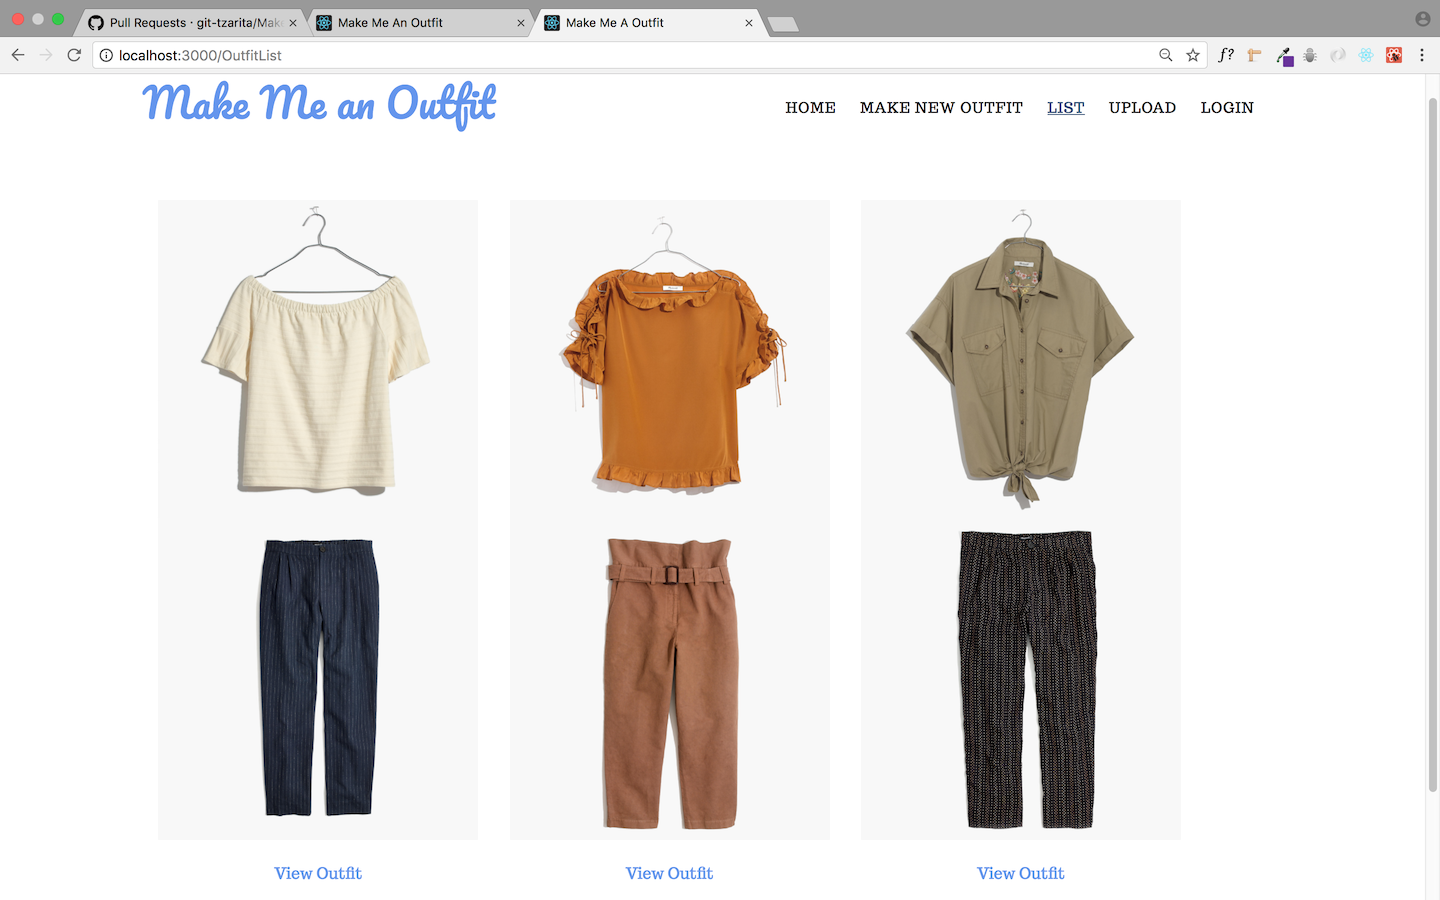 Pull Requests · git-tzarita/Make
Make Me An Outfit
Make Me A Outfit
localhost:3000/OutfitList
f?
Make Me an Outfit
HOME MAKE NEW OUTFIT LIST UPLOAD LOGIN
View Outfit View Outfit View Outfit